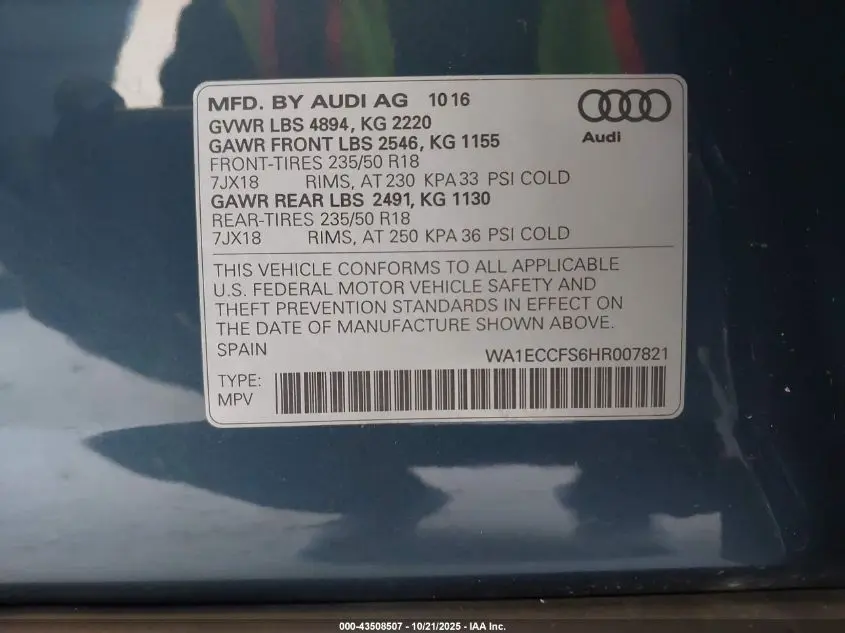 MFD. BY AUDI AG 10 16
GVWR LBS 4894, KG 2220
GAWR FRONT LBS 2546, KG 1155
FRONT-TIRES 235/50 R18
7JX18 RIMS, AT 230 KPA 33 PSI COLD
GAWR REAR LBS 2491, KG 1130
REAR-TIRES 235/50 R18
7JX18 RIMS, AT 250 KPA 36 PSI COLD
Audi
THIS VEHICLE CONFORMS TO ALL APPLICABLE
U.S. FEDERAL MOTOR VEHICLE SAFETY AND
THEFT PREVENTION STANDARDS IN EFFECT ON
THE DATE OF MANUFACTURE SHOWN ABOVE.
SPAIN WA1ECCFS6HR007821
TYPE:
MPV
000-43508507 - 10/21/2025 - IAA Inc.